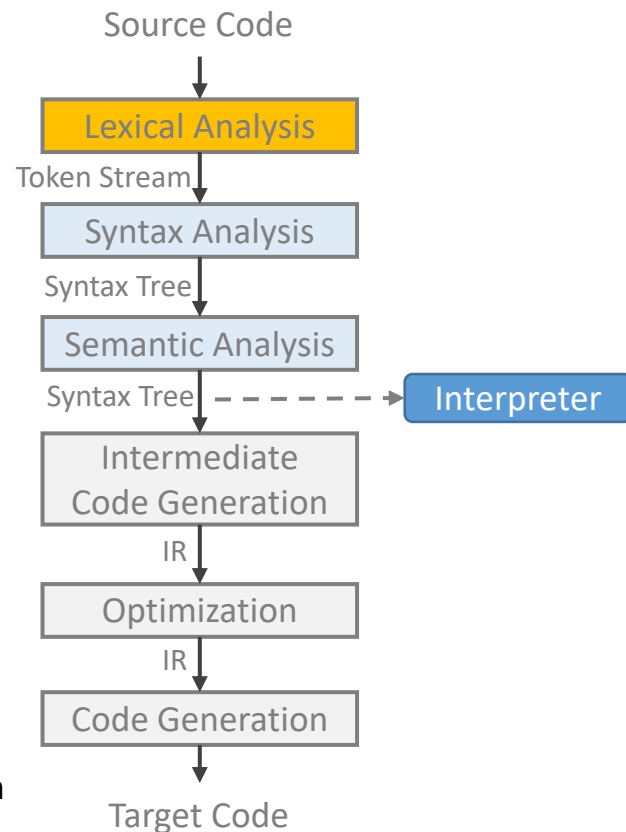 Source Code
Lexical Analysis
Token Stream
Syntax Analysis
Syntax Tree
Semantic Analysis
Syntax Tree
Interpreter
Intermediate
Code Generation
IR
Optimization
IR
Code Generation
Target Code